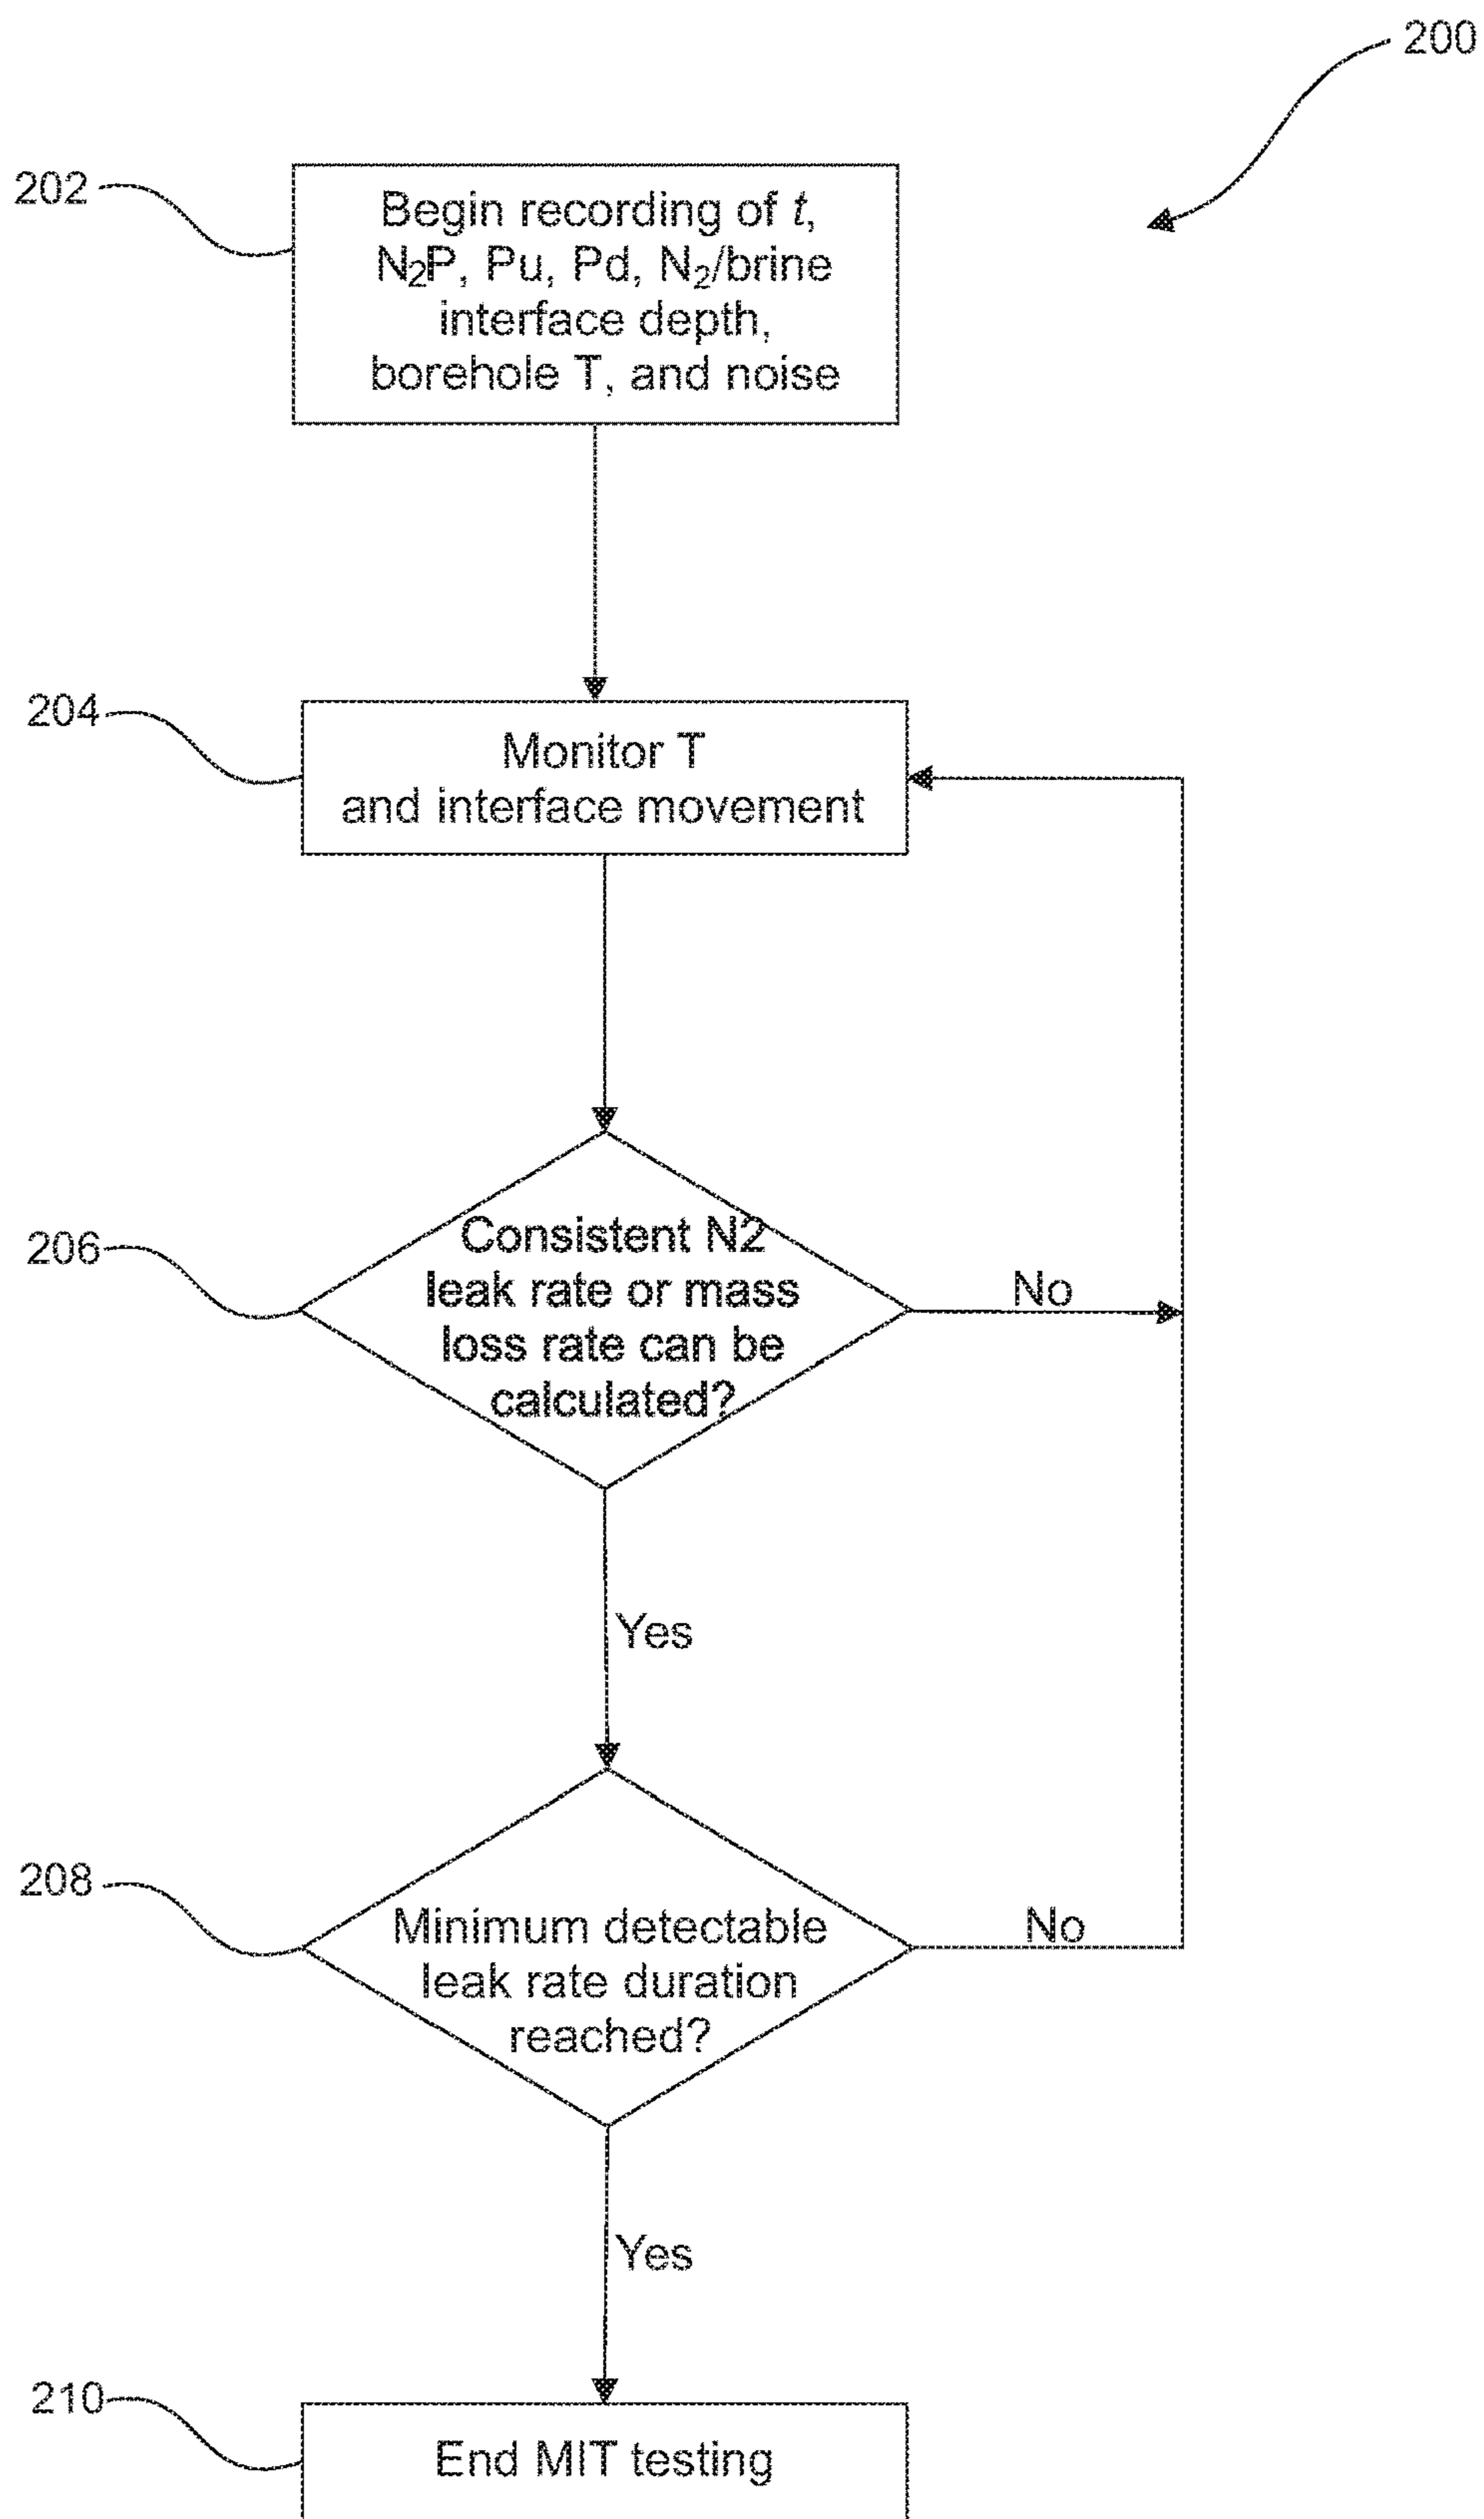 200
202
Begin recording of t,
N₂P, Pu, Pd, N₂/brine
interface depth,
borehole T, and noise
204
Monitor T
and interface movement
206
Consistent N2
leak rate or mass
loss rate can be
calculated?
No
Yes
208
Minimum detectable
leak rate duration
reached?
No
Yes
210
End MIT testing